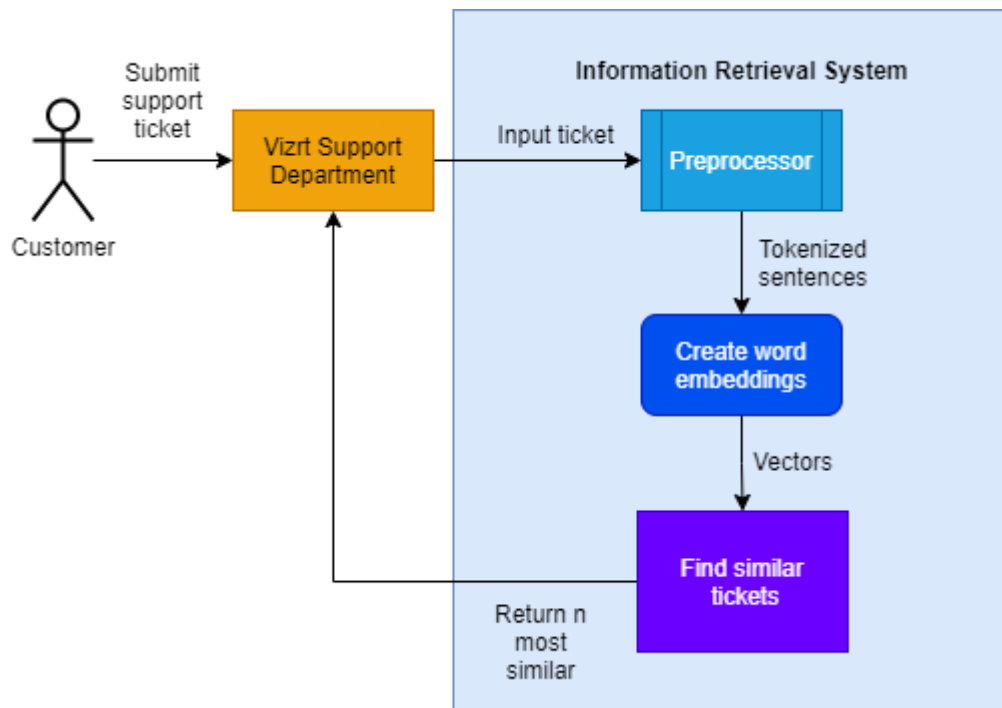 Submit
support
ticket
Customer
Vizrt Support
Department
Input ticket
Information Retrieval System
Preprocessor
Tokenized
sentences
Create word
embeddings
Vectors
Find similar
tickets
Return n
most
similar